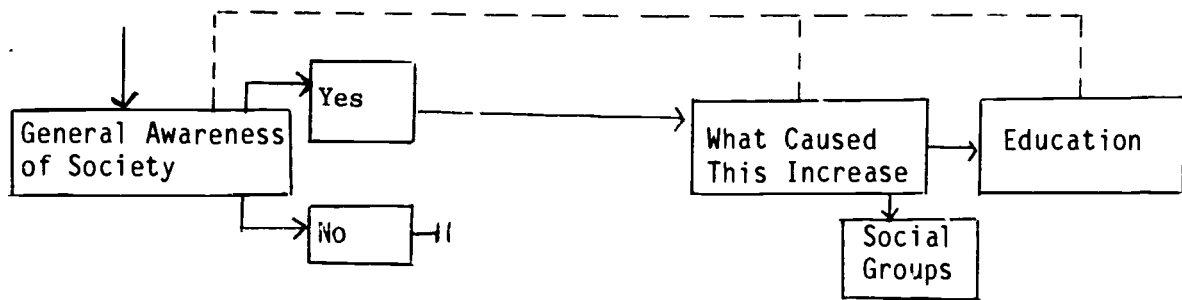 General Awareness
of Society
Yes
No
What Caused
This Increase
Education
Social
Groups